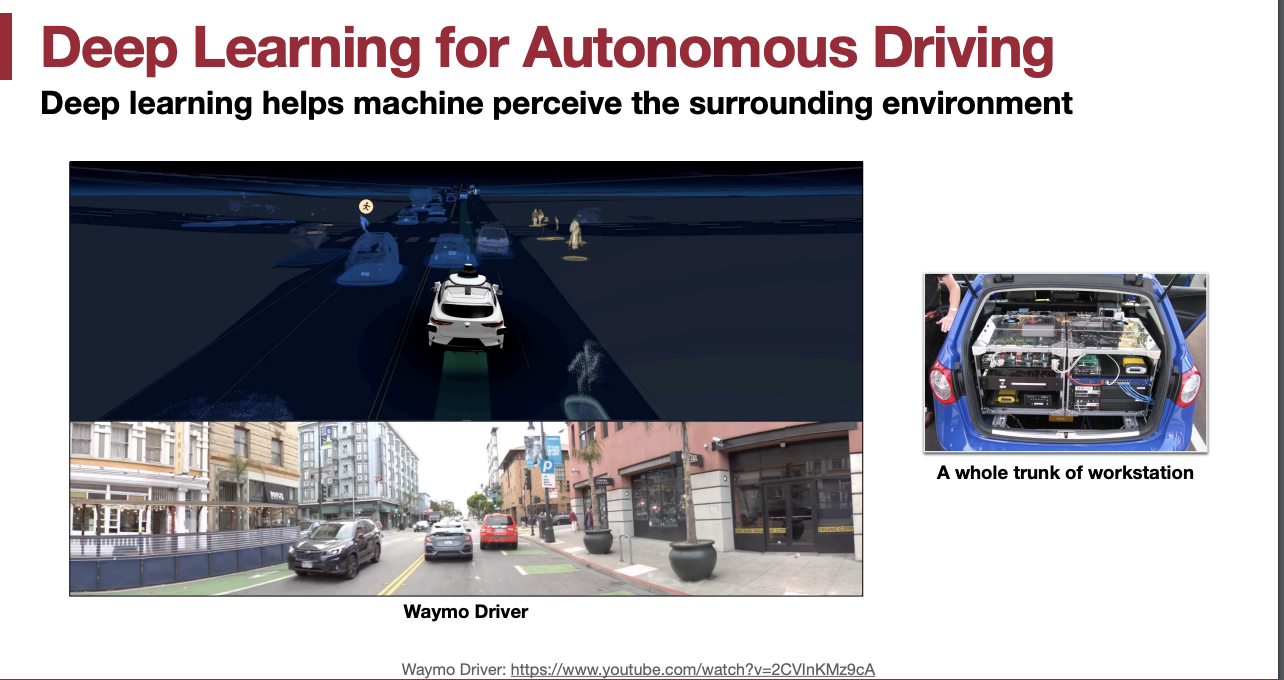 Deep Learning for Autonomous Driving
Deep learning helps machine perceive the surrounding environment
P
A whole trunk of workstation
Waymo Driver
Waymo Driver: https://www.youtube.com/watch?v=2CVInKMz9cA